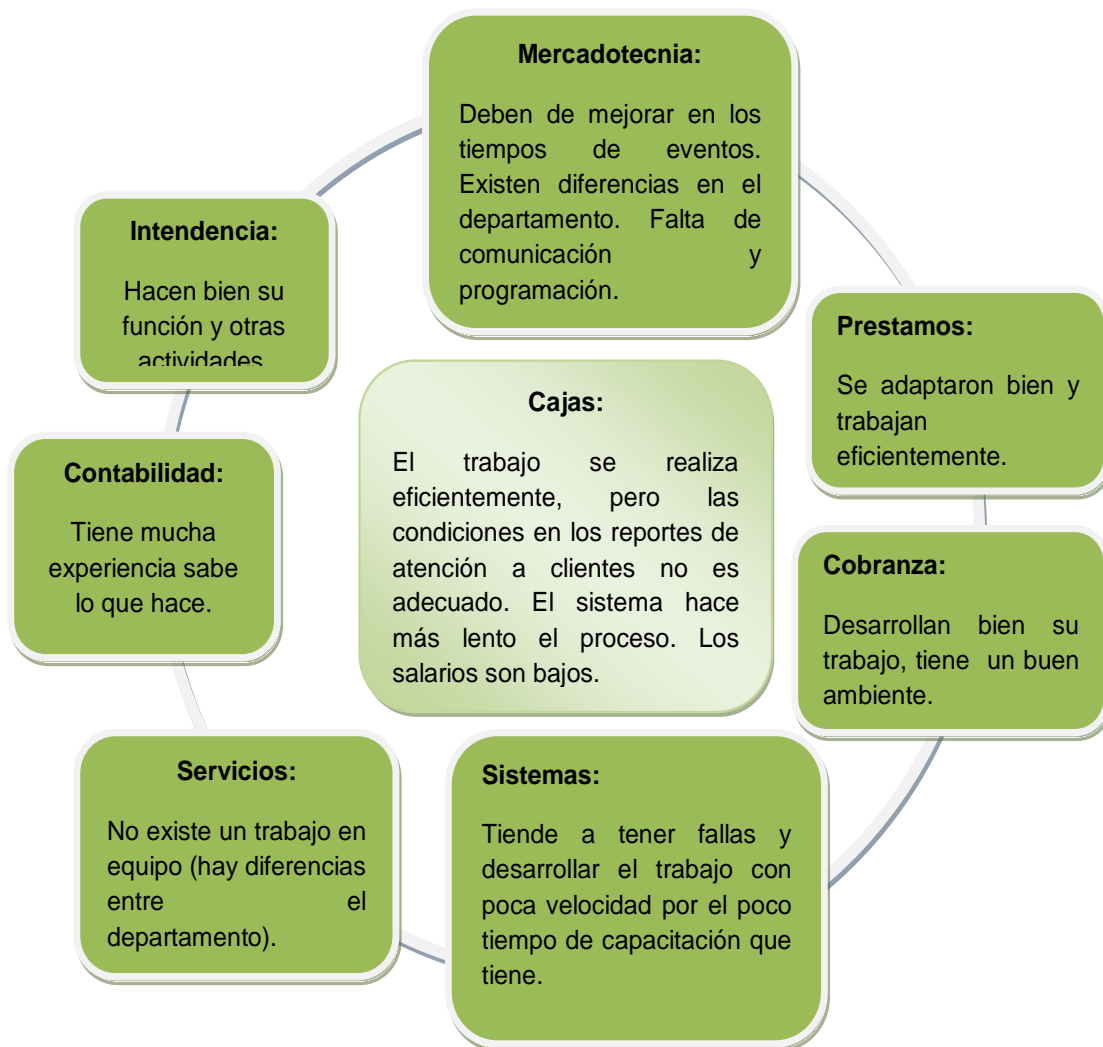 Mercadotecnia:
Deben de mejorar en los
tiempos de eventos.
Existen diferencias en el
departamento. Falta de
comunicación y
programación.
Intendencia:
Hacen bien su
función y otras
actividades
Prestamos:
Se adaptaron bien y
trabajan
eficientemente.
Cajas:
El trabajo se realiza
eficientemente, pero las
condiciones en los reportes de
atención a clientes no es
adecuado. El sistema hace
más lento el proceso. Los
salarios son bajos.
Contabilidad:
Tiene mucha
experiencia sabe
lo que hace.
Cobranza:
Desarrollan bien su
trabajo, tiene un buen
ambiente.
Servicios:
No existe un trabajo en
equipo (hay diferencias
entre el
departamento).
Sistemas:
Tiende a tener fallas y
desarrollar el trabajo con
poca velocidad por el poco
tiempo de capacitación que
tiene.